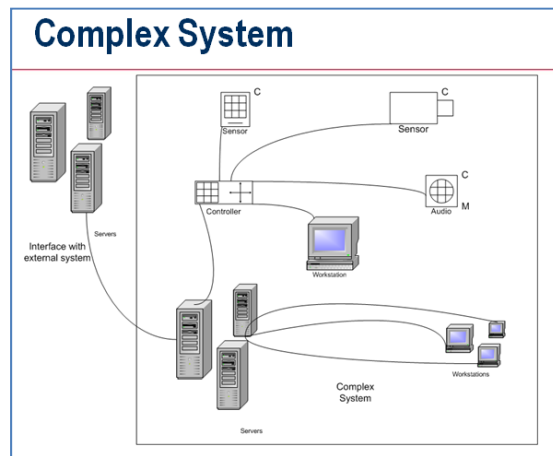 Complex System
C
Sensor
C
Sensor
C
M
Audio
Controller
Servers
Interface with
external system
Workstation
Workstations
Complex
System
Servers